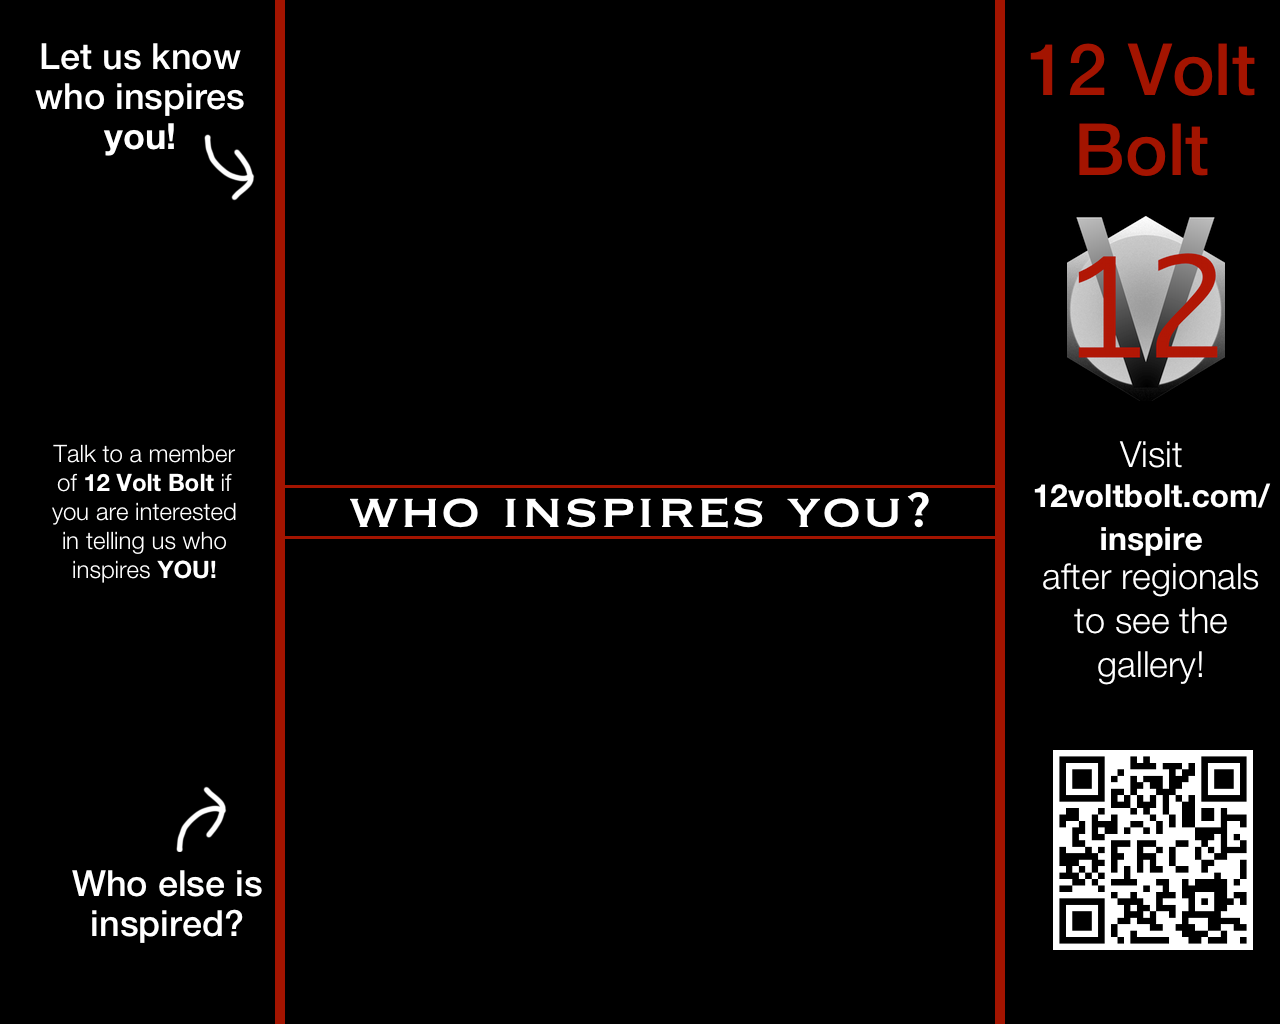 Let us know
who inspires
you!
Talk to a member
of 12 Volt Bolt if
you are interested
in telling us who
inspires YOU!
Who else is
inspired?
WHO INSPIRES YOU?
12 Volt
Bolt
V
12
Visit
12voltbolt.com/
inspire
after regionals
to see the
gallery!
FRC